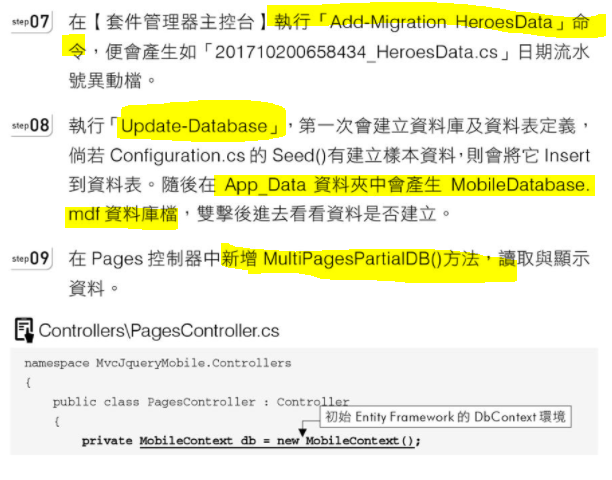 step07 在【套件管理器主控台】執行「Add-Migration HeroesData」命
令，便會產生如「201710200658434_HeroesData.cs」日期流水
號異動檔。
step08 執行「Update-Database」，第一次會建立資料庫及資料表定義，
倘若 Configuration.cs 的 Seed()有建立樣本資料，則會將它 Insert
到資料表。隨後在 App_Data 資料夾中會產生 MobileDatabase.
mdf 資料庫檔，雙擊後進去看看資料是否建立。
step09 在 Pages 控制器中新增 MultiPagesPartialDB()方法，讀取與顯示
資料。
Controllers\PagesController.cs
namespace MvcJqueryMobile.Controllers
{
public class PagesController : Controller
{
初始 Entity Framework 的 DbContext 環境
private MobileContext db = new MobileContext();